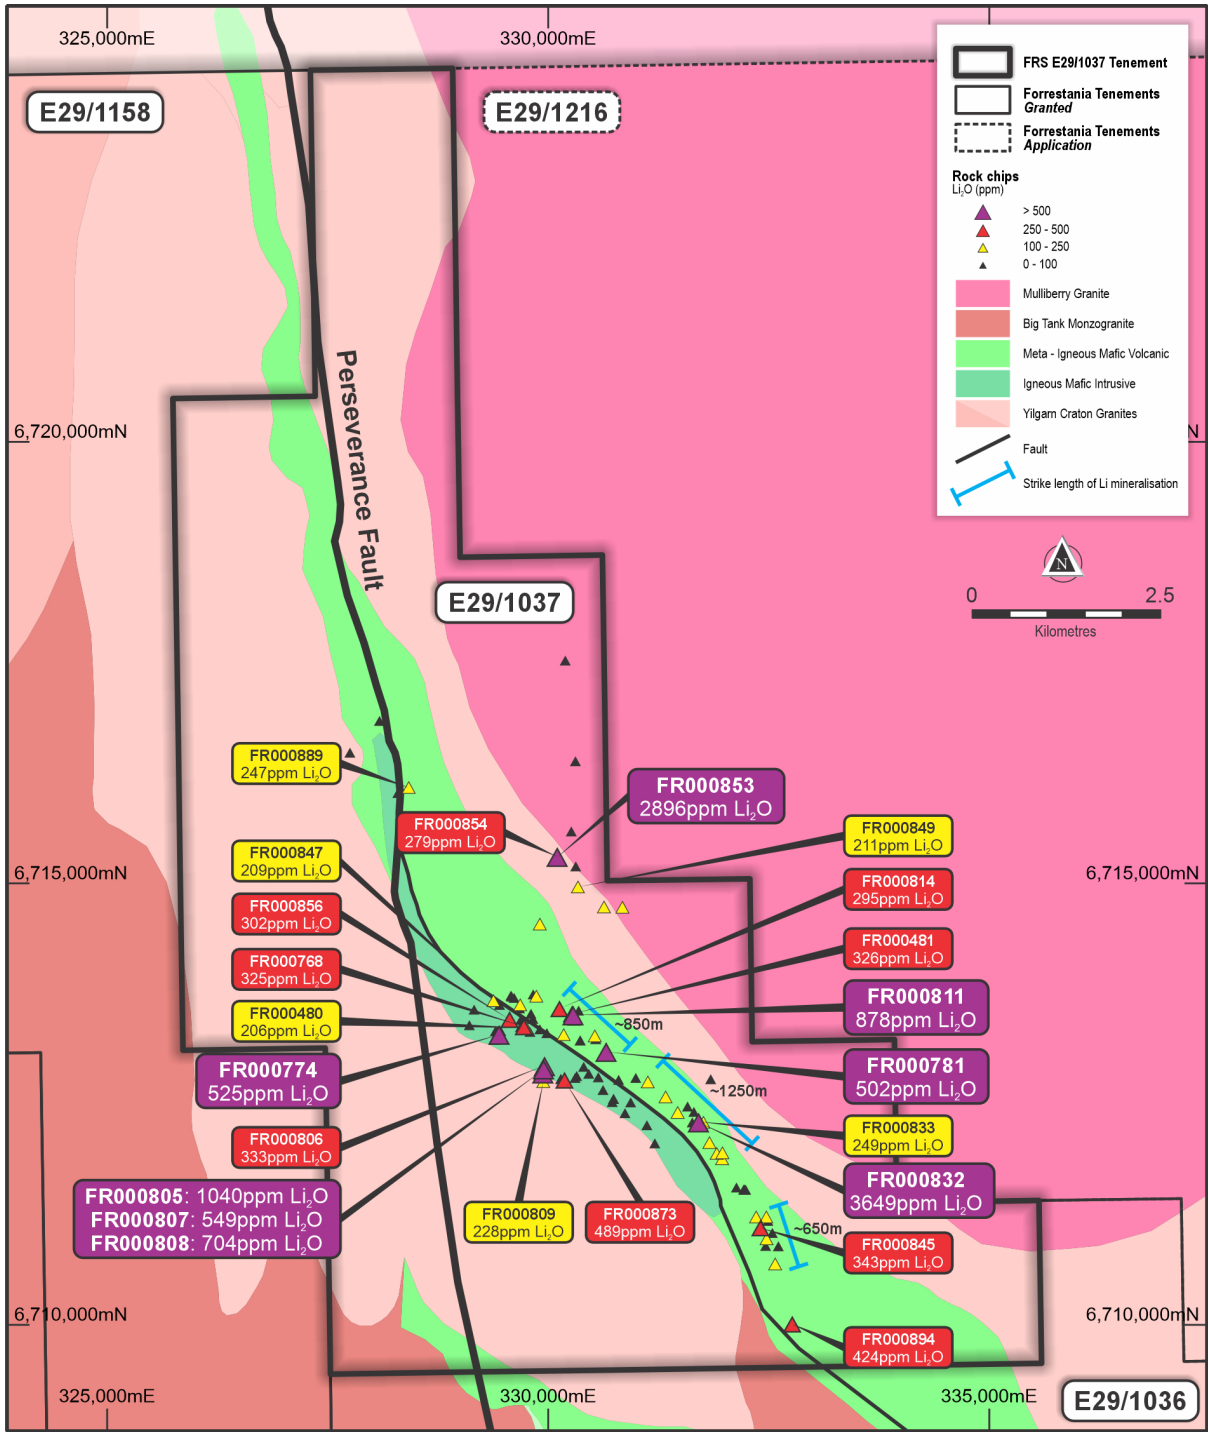 325,000mE
330,000mE
E29/1158
E29/1216
FRS E29/1037 Tenement
Forrestania Tenements
Granted
Forrestania Tenements
Application
Rock chips
Li2O (ppm)
> 500
250 - 500
100 - 250
0 - 100
Mulliberry Granite
Big Tank Monzogranite
Meta - Igneous Mafic Volcanic
Igneous Mafic Intrusive
Yilgarn Craton Granites
Fault
Strike length of Li mineralisation
6,720,000mN
N
Perseverance Fault
N
0 2.5
Kilometres
E29/1037
FR000889
247ppm Li2O
FR000853
2896ppm Li2O
FR000854
279ppm Li2O
FR000849
211ppm Li2O
FR000847
209ppm Li2O
6,715,000mN
6,715,000mN
FR000814
295ppm Li2O
FR000856
302ppm Li2O
FR000481
326ppm Li2O
FR000768
325ppm Li2O
FR000811
878ppm Li2O
FR000480
206ppm Li2O
~850m
FR000774
525ppm Li2O
FR000781
502ppm Li2O
~1250m
FR000833
249ppm Li2O
FR000806
333ppm Li2O
FR000832
3649ppm Li2O
FR000805: 1040ppm Li2O
FR000807: 549ppm Li2O
FR000808: 704ppm Li2O
FR000809
228ppm Li2O
FR000873
489ppm Li2O
~650m
FR000845
343ppm Li2O
6,710,000mN
6,710,000mN
FR000894
424ppm Li2O
325,000mE
330,000mE
335,000mE
E29/1036